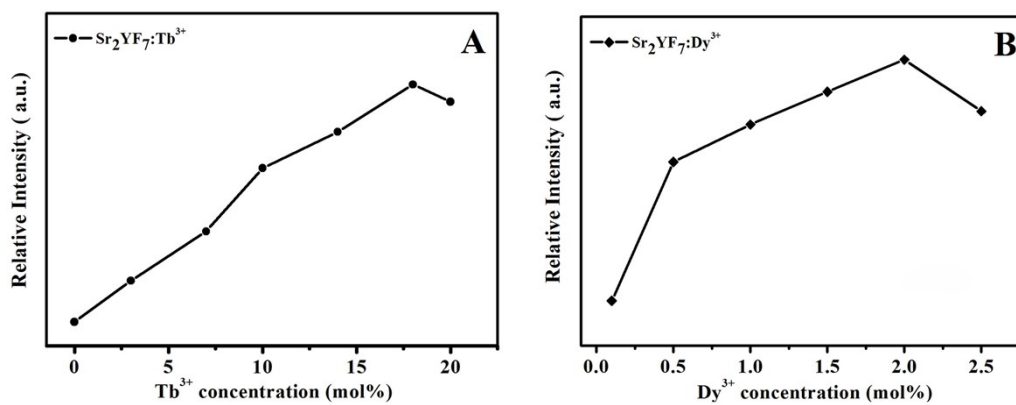 Sr₂YF₇:Tb³⁺
A
Relative Intensity ( a.u.)
0 5 10 15 20
Tb³⁺ concentration (mol%)
Sr₂YF₇:Dy³⁺
B
Relative Intensity ( a.u.)
0.0 0.5 1.0 1.5 2.0 2.5
Dy³⁺ concentration (mol%)